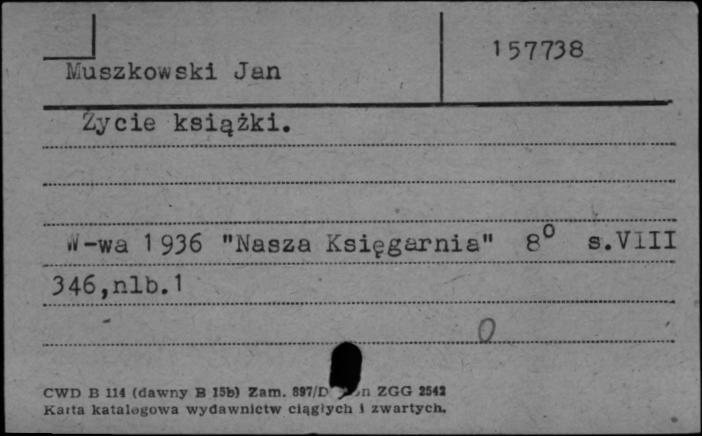 157738
Muszkowski Jan
Życie książki.
W-wa 1936 "Nasza Księgarnia" 8° s.VIII
346,nlb.1
0
CWD B 114 (dawny B 15b) Zam. 897/D ZGG 2542
Karta katalogowa wydawnictw ciągłych i zwartych.